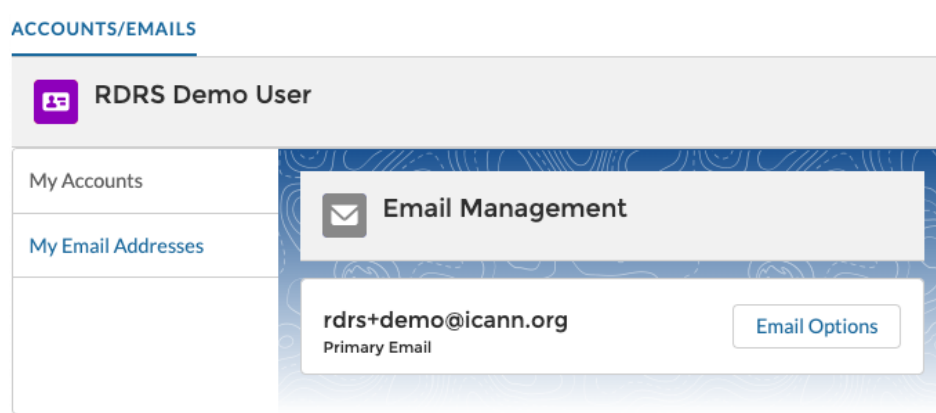 ACCOUNTS/EMAILS
RDRS Demo User
My Accounts
My Email Addresses
Email Management
rdrs+demo@icann.org
Primary Email
Email Options